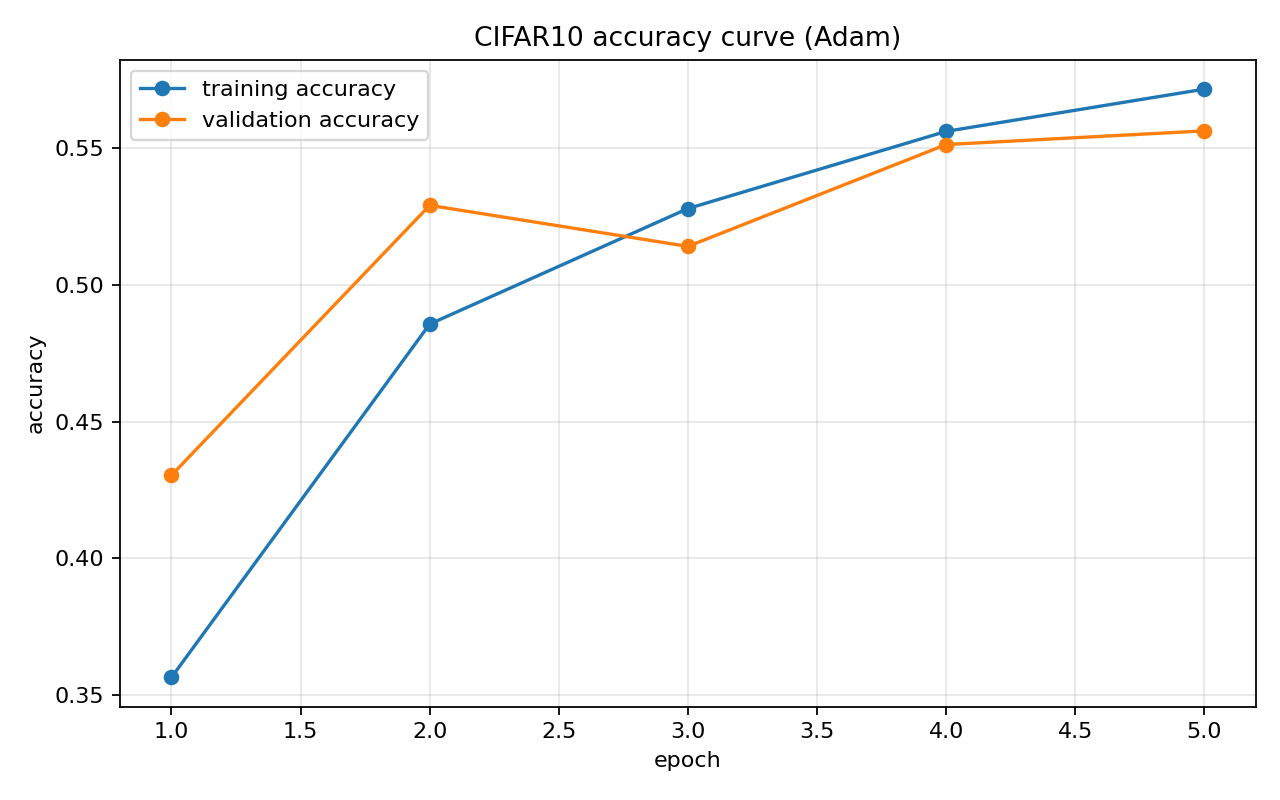 CIFAR10 accuracy curve (Adam)
training accuracy
validation accuracy
0.55
0.50
0.45
0.40
0.35
accuracy
1.0 1.5 2.0 2.5 3.0 3.5 4.0 4.5 5.0
epoch